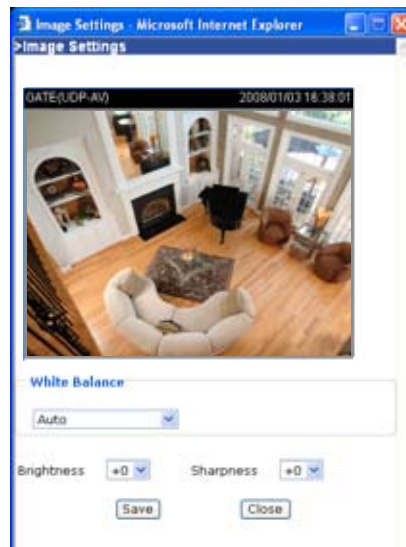 Image Settings - Microsoft Internet Explorer
>Image Settings
GATE(UDP-AV) 2008/01/03 16:38:01
White Balance
Auto
Brightness +0 Sharpness +0
Save Close